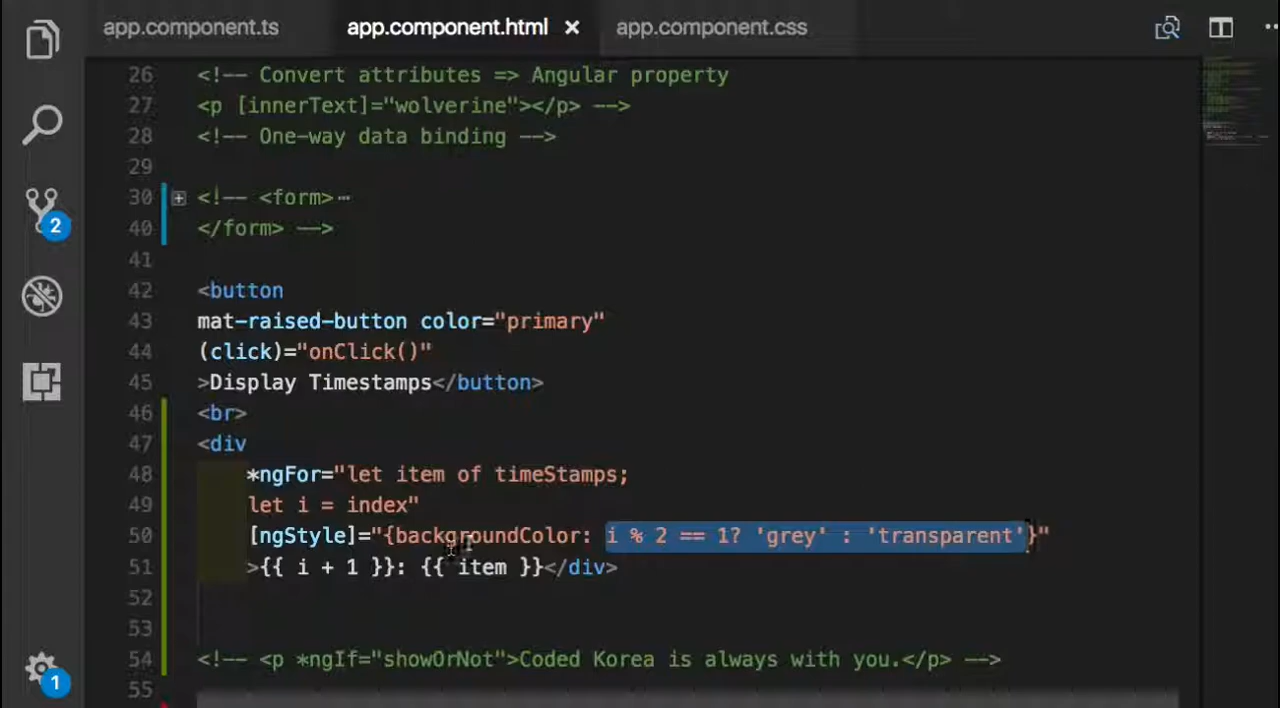 app.component.ts app.component.html × app.component.css
26 <!-- Convert attributes => Angular property
27 <p [innerText]="wolverine"></p> -->
28 <!-- One-way data binding -->
29
30 <!-- <form>⋯
40 </form> -->
41
42 <button
43 mat-raised-button color="primary"
44 (click)="onClick()"
45 >Display Timestamps</button>
46 <br>
47 <div
48 *ngFor="let item of timeStamps;
49 let i = index"
50 [ngStyle]="{backgroundColor: i % 2 == 1? 'grey' : 'transparent'}"
51 >{{ i + 1 }}: {{ item }}</div>
52
53
54 <!-- <p *ngIf="showOrNot">Coded Korea is always with you.</p> -->
55
2
1